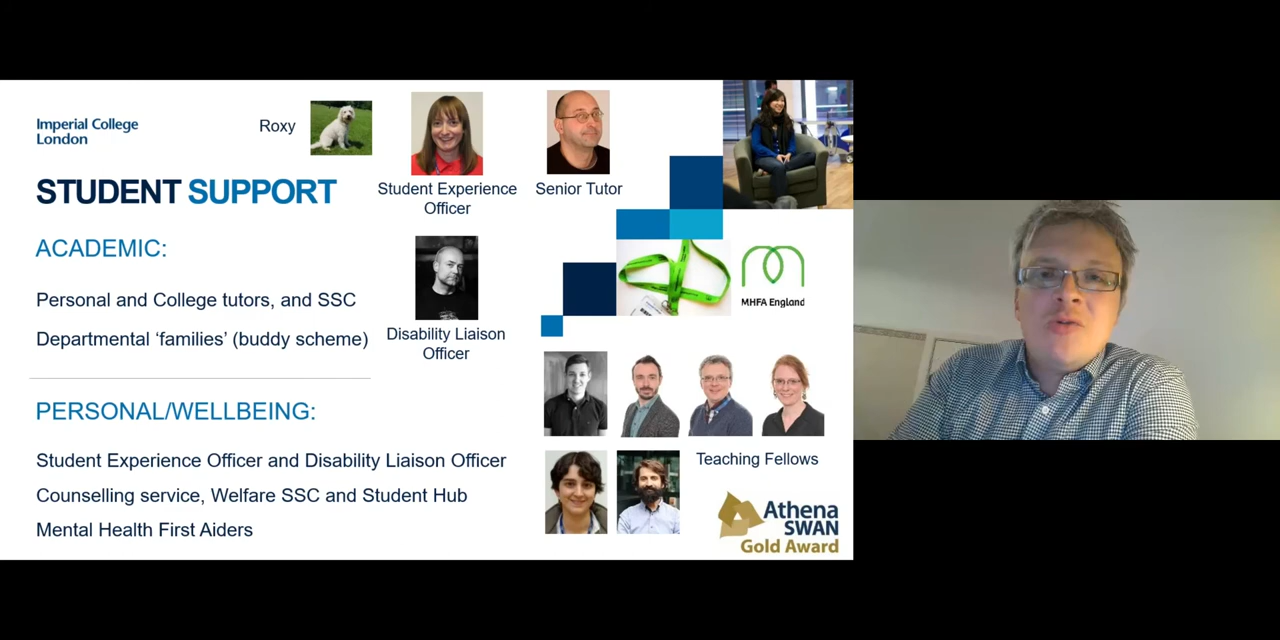 Imperial College
London
Roxy
STUDENT SUPPORT
Student Experience
Officer
Senior Tutor
ACADEMIC:
Personal and College tutors, and SSC
Departmental ‘families’ (buddy scheme)
Disability Liaison
Officer
MHFA England
PERSONAL/WELLBEING:
Student Experience Officer and Disability Liaison Officer
Counselling service, Welfare SSC and Student Hub
Mental Health First Aiders
Teaching Fellows
Athena
SWAN
Gold Award